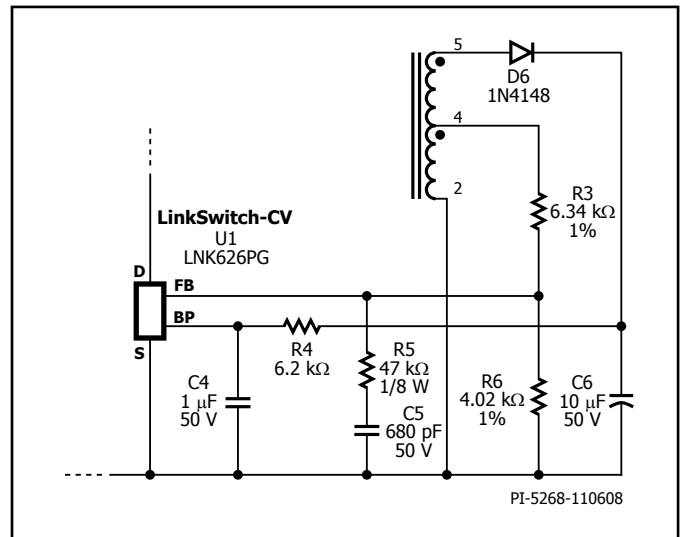 5
D6
1N4148
4
2
R3
6.34 kΩ
1%
LinkSwitch-CV
U1
LNK626PG
D
FB
BP
S
R4
6.2 kΩ
R5
47 kΩ
1/8 W
C4
1 μF
50 V
C5
680 pF
50 V
R6
4.02 kΩ
1%
C6
10 μF
50 V
PI-5268-110608